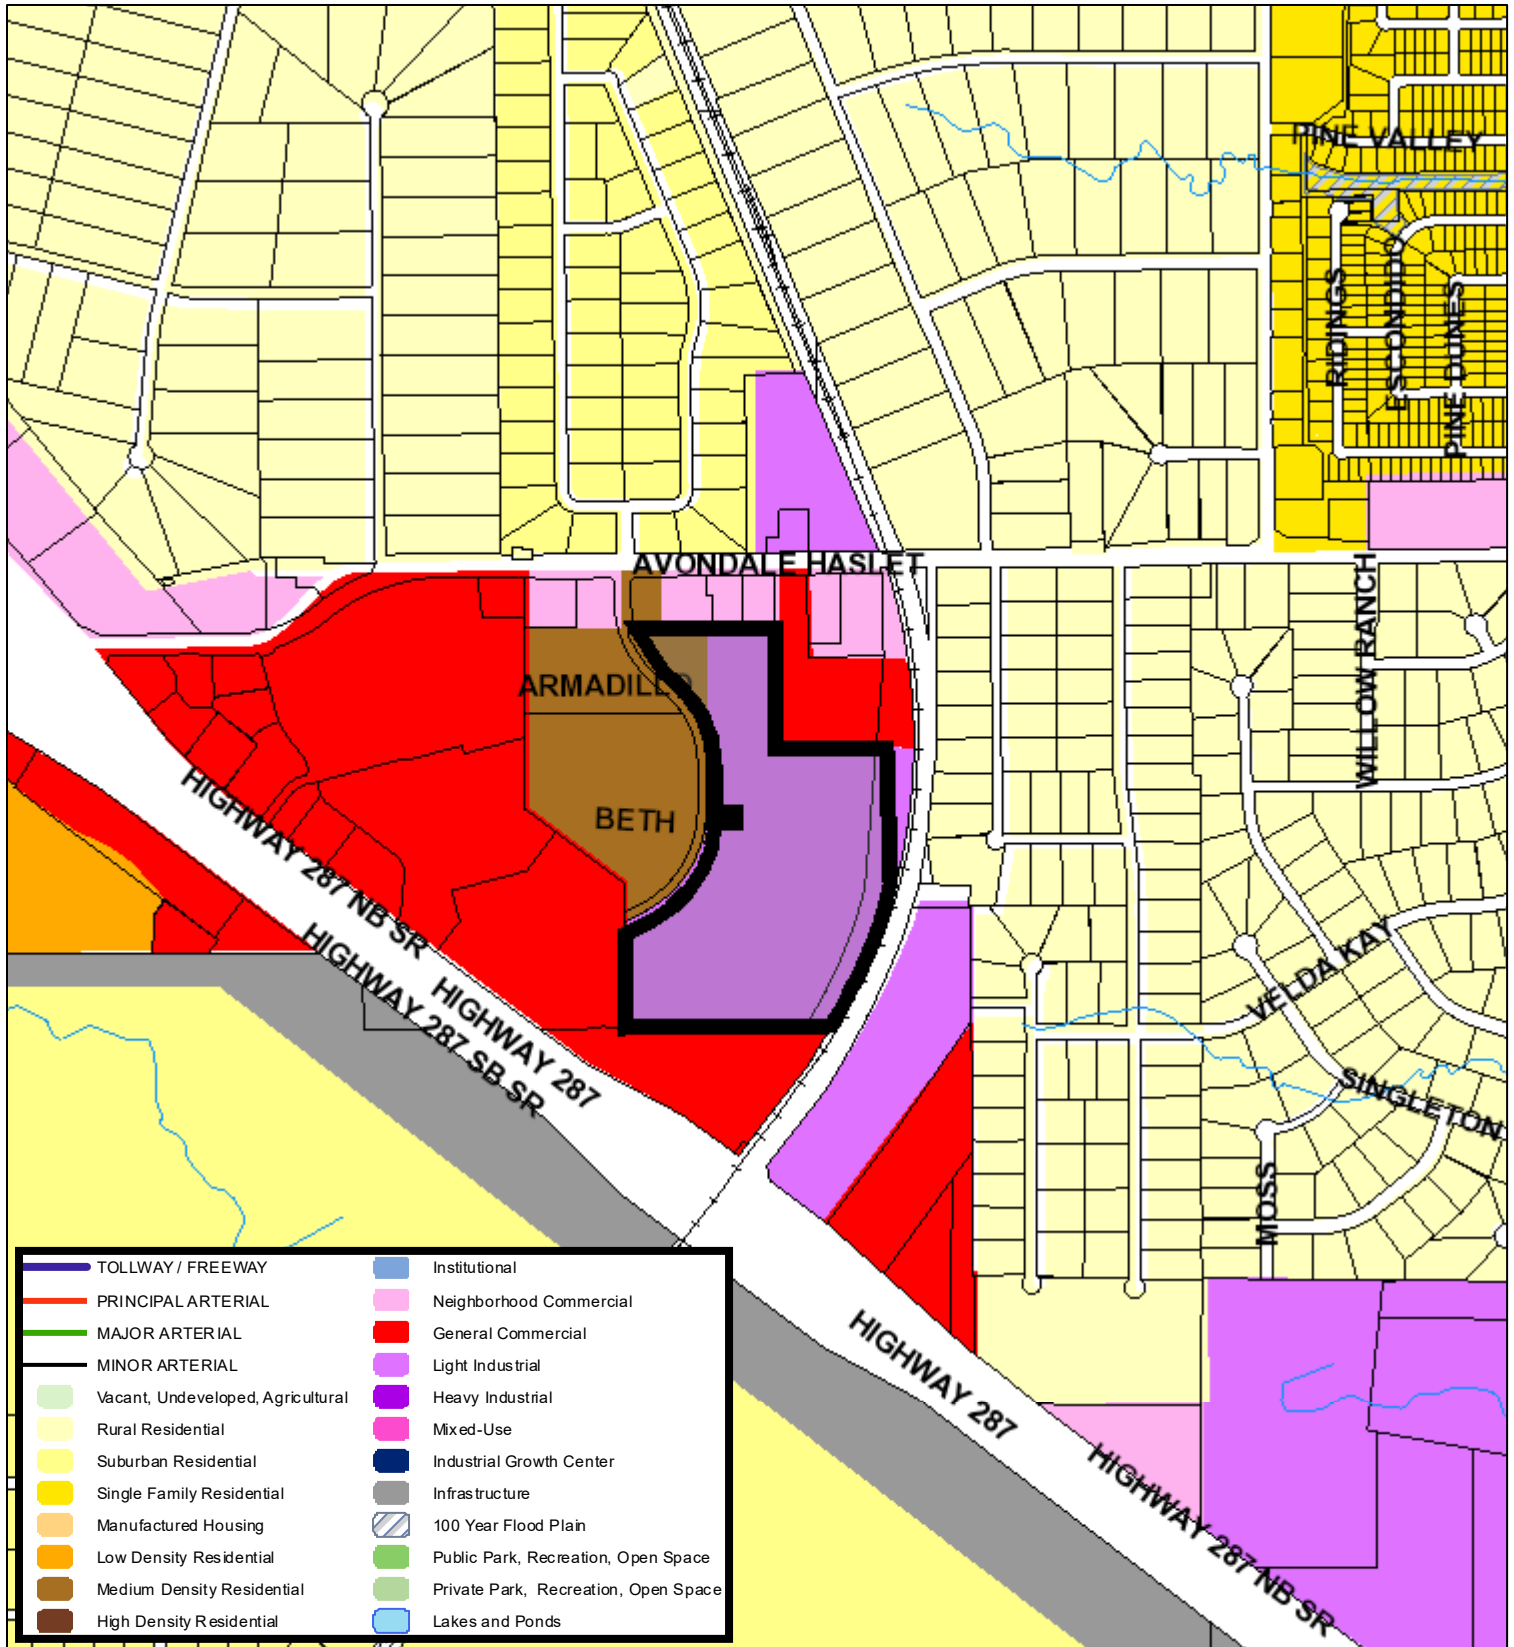 PINE VALLEY
RIDINGS
ESCONDIDO
PINE DUNES
AVONDALE HASLET
WILLOW RANCH
ARMADILLO
BETH
HIGHWAY 287 NB SR
HIGHWAY 287
HIGHWAY 287 SB SR
VELDA KAY
SINGLETON
MOSS
HIGHWAY 287
HIGHWAY 287 NB SR
TOLLWAY / FREEWAY
PRINCIPAL ARTERIAL
MAJOR ARTERIAL
MINOR ARTERIAL
Vacant, Undeveloped, Agricultural
Rural Residential
Suburban Residential
Single Family Residential
Manufactured Housing
Low Density Residential
Medium Density Residential
High Density Residential
Institutional
Neighborhood Commercial
General Commercial
Light Industrial
Heavy Industrial
Mixed-Use
Industrial Growth Center
Infrastructure
100 Year Flood Plain
Public Park, Recreation, Open Space
Private Park, Recreation, Open Space
Lakes and Ponds